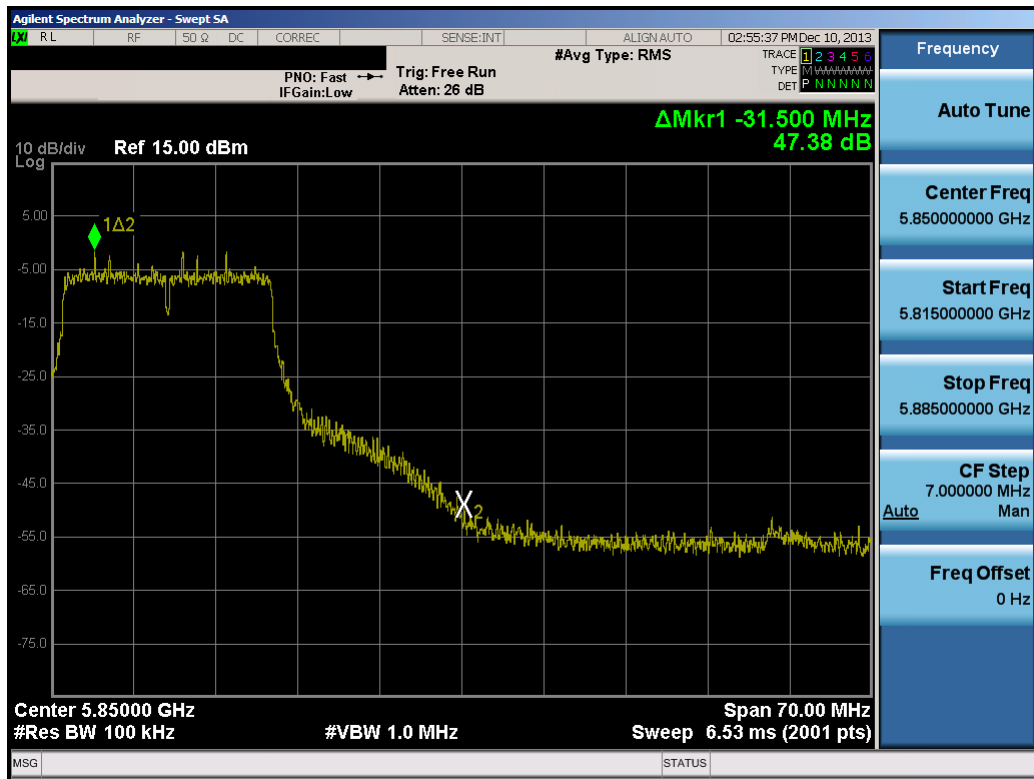 Agilent Spectrum Analyzer - Swept SA
LXI RL RF 50 Ω DC CORREC SENSE:INT ALIGN AUTO 02:55:37 PM Dec 10, 2013
#Avg Type: RMS
TRACE 1 2 3 4 5 6
TYPE M WWWWW
DET P N N N N N
PNO: Fast
IFGain:Low
Trig: Free Run
Atten: 26 dB
ΔMkr1 -31.500 MHz
47.38 dB
10 dB/div
Log
Ref 15.00 dBm
5.00
-5.00
-15.0
-25.0
-35.0
-45.0
-55.0
-65.0
-75.0
1Δ2
X2
Center 5.85000 GHz
#Res BW 100 kHz
#VBW 1.0 MHz
Span 70.00 MHz
Sweep 6.53 ms (2001 pts)
MSG
STATUS
Frequency
Auto Tune
Center Freq
5.850000000 GHz
Start Freq
5.815000000 GHz
Stop Freq
5.885000000 GHz
CF Step
7.000000 MHz
Auto Man
Freq Offset
0 Hz